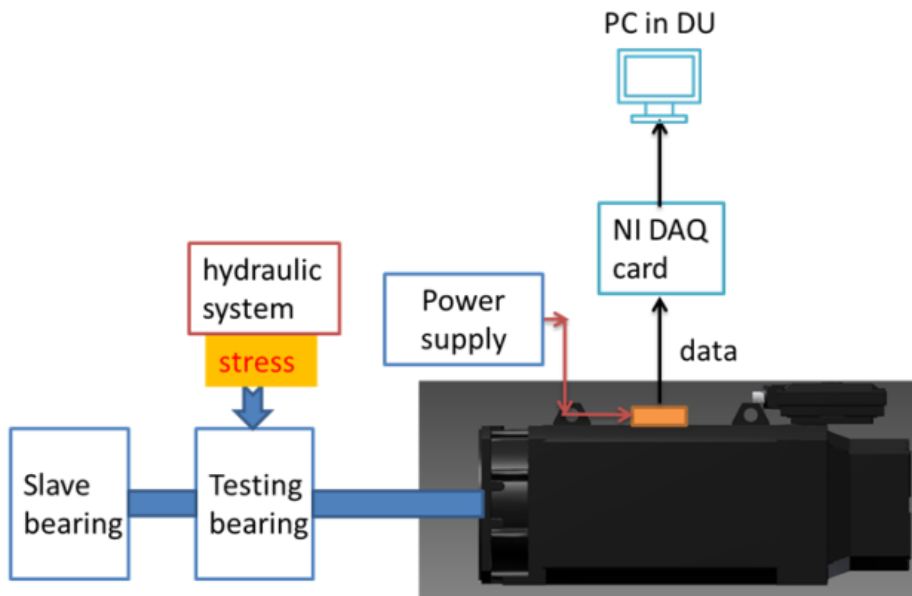 PC in DU
NI DAQ
card
hydraulic
system
Power
supply
stress
data
Slave
bearing
Testing
bearing